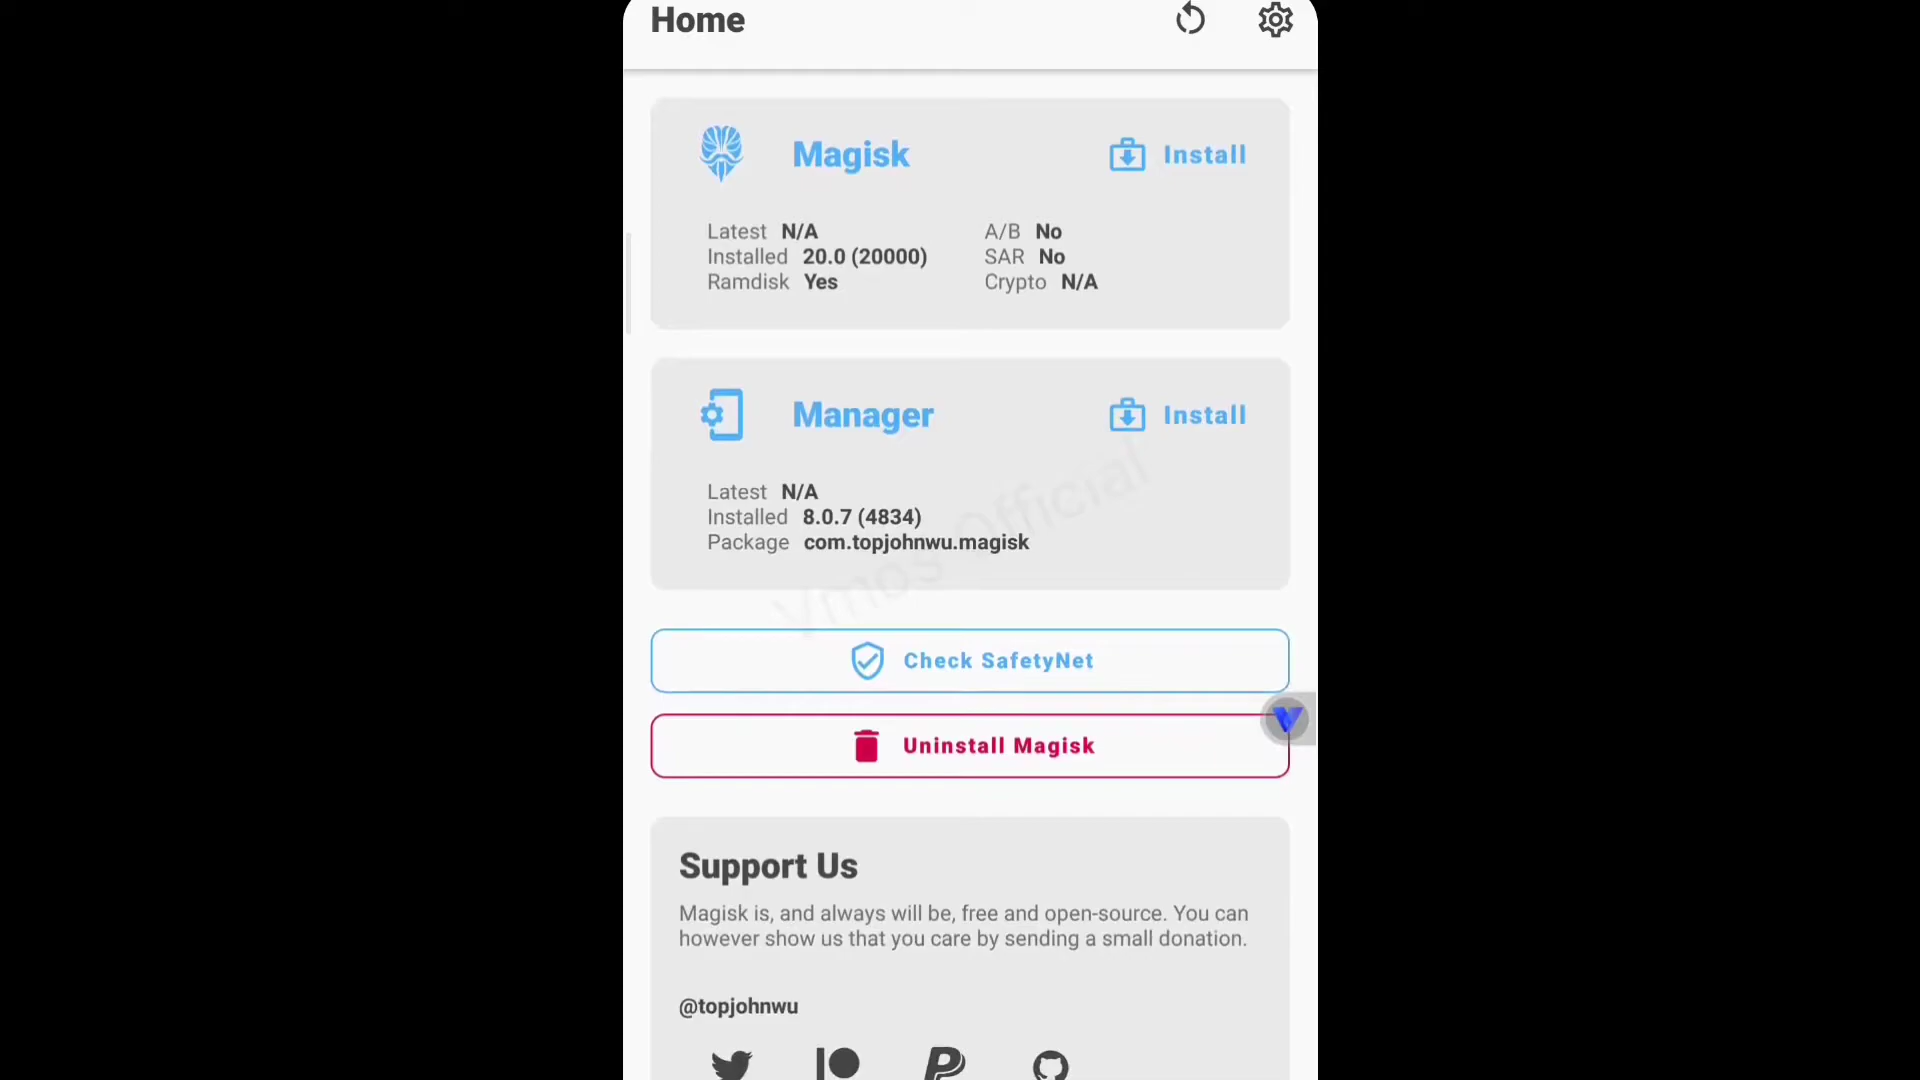 Home
Magisk
Install
Latest N/A
Installed 20.0 (20000)
Ramdisk Yes
A/B No
SAR No
Crypto N/A
Manager
Install
Latest N/A
Installed 8.0.7 (4834)
Package com.topjohnwu.magisk
Vmos Official
Check SafetyNet
Uninstall Magisk
Support Us
Magisk is, and always will be, free and open-source. You can
however show us that you care by sending a small donation.
@topjohnwu